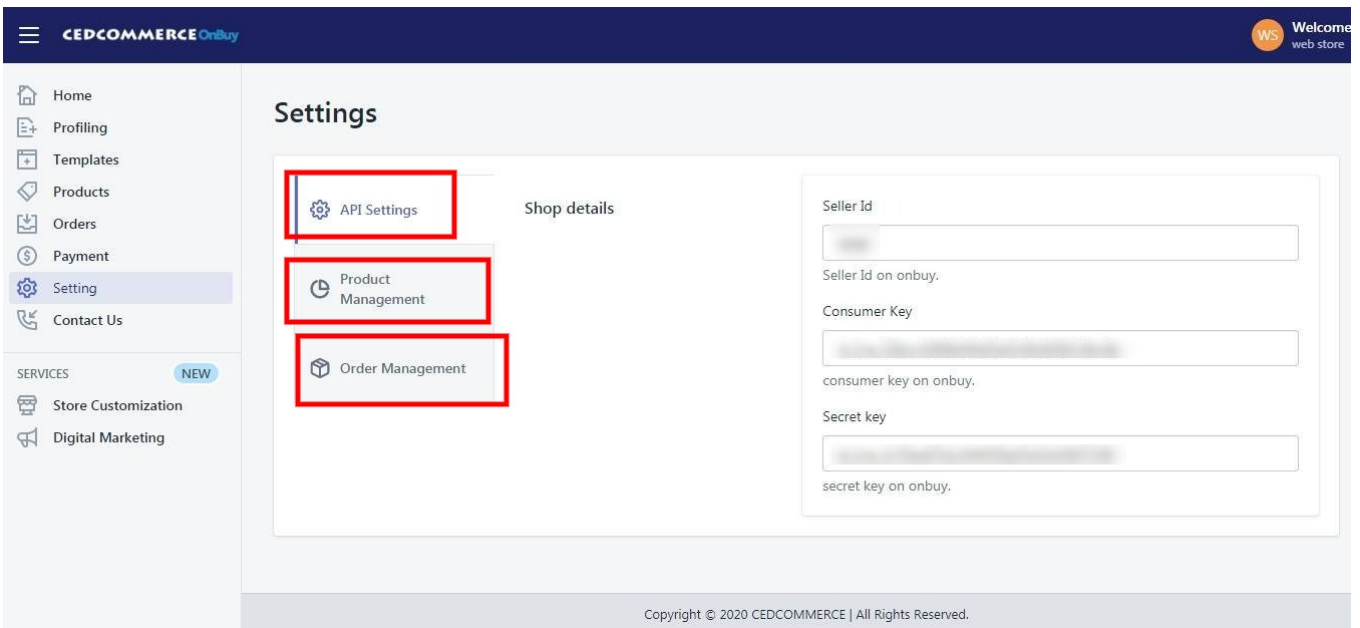 CEDCOMMERCE OnBuy
WS
Welcome
web store
Home
Profiling
Templates
Products
Orders
Payment
Setting
Contact Us
SERVICES
NEW
Store Customization
Digital Marketing
Settings
API Settings
Product
Management
Order Management
Shop details
Seller Id
Seller Id on onbuy.
Consumer Key
consumer key on onbuy.
Secret key
secret key on onbuy.
Copyright © 2020 CEDCOMMERCE | All Rights Reserved.